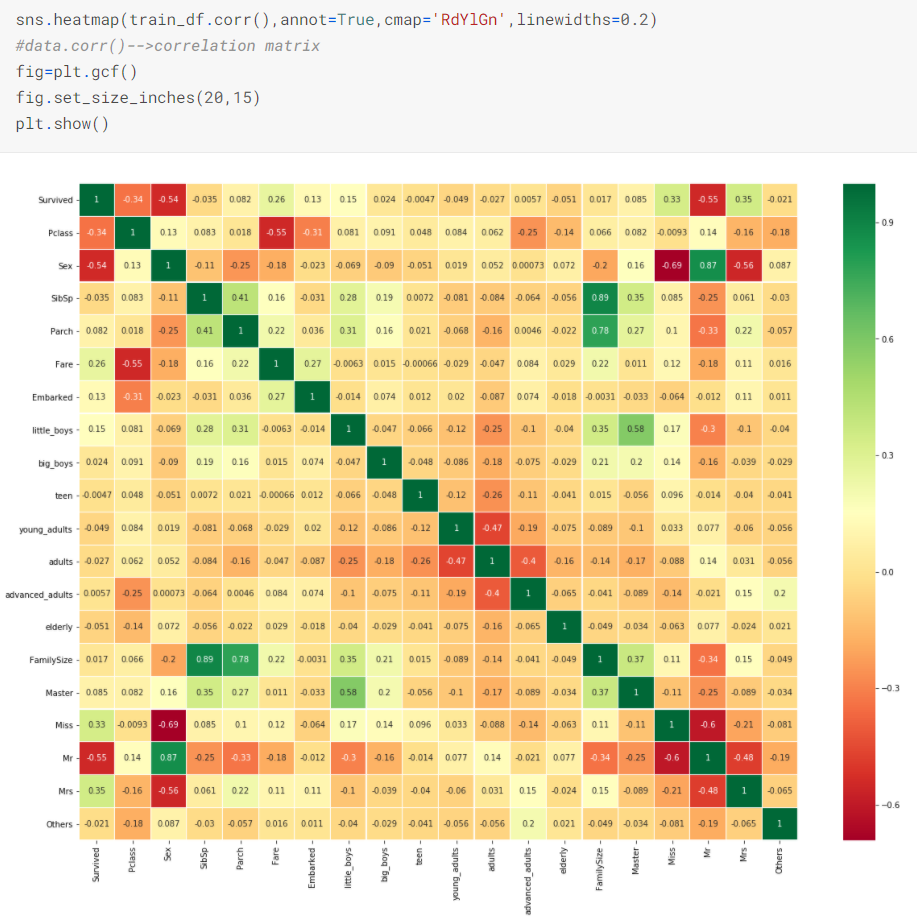 sns.heatmap(train_df.corr(),annot=True,cmap='RdYlGn',linewidths=0.2)
#data.corr()-->correlation matrix
fig=plt.gcf()
fig.set_size_inches(20,15)
plt.show()
Survived 1 -0.34 -0.54 -0.035 0.082 0.26 0.13 0.15 0.024 -0.0047 -0.049 -0.027 0.0057 -0.051 0.017 0.085 0.33 -0.55 0.35 -0.021
Pclass -0.34 1 0.13 0.083 0.018 -0.55 -0.31 0.081 0.091 0.048 0.084 0.062 -0.25 -0.14 0.066 0.082 -0.0093 0.14 -0.16 -0.18
0.9
Sex -0.54 0.13 1 -0.11 -0.25 -0.18 -0.023 -0.069 -0.09 -0.051 0.019 0.052 0.00073 0.072 -0.2 0.16 -0.69 0.87 -0.56 0.087
SibSp -0.035 0.083 -0.11 1 0.41 0.16 -0.031 0.28 0.19 0.0072 -0.081 -0.084 -0.064 -0.056 0.89 0.35 0.085 -0.25 0.061 -0.03
Parch 0.082 0.018 -0.25 0.41 1 0.22 0.036 0.31 0.16 0.021 -0.068 -0.16 0.0046 -0.022 0.78 0.27 0.1 -0.33 0.22 -0.057
0.6
Fare 0.26 -0.55 -0.18 0.16 0.22 1 0.27 -0.0063 0.015 -0.00066 -0.029 -0.047 0.084 0.029 0.22 0.011 0.12 -0.18 0.11 0.016
Embarked 0.13 -0.31 -0.023 -0.031 0.036 0.27 1 -0.014 0.074 0.012 0.02 -0.087 0.074 -0.018 -0.0031 -0.033 -0.064 -0.012 0.11 0.011
little_boys 0.15 0.081 -0.069 0.28 0.31 -0.0063 -0.014 1 -0.047 -0.066 -0.12 -0.25 -0.1 -0.04 0.35 0.58 0.17 -0.3 -0.1 -0.04
0.3
big_boys 0.024 0.091 -0.09 0.19 0.16 0.015 0.074 -0.047 1 -0.048 -0.086 -0.18 -0.075 -0.029 0.21 0.2 0.14 -0.16 -0.039 -0.029
teen -0.0047 0.048 -0.051 0.0072 0.021 -0.00066 0.012 -0.066 -0.048 1 -0.12 -0.26 -0.11 -0.041 0.015 -0.056 0.096 -0.014 -0.04 -0.041
young_adults -0.049 0.084 0.019 -0.081 -0.068 -0.029 0.02 -0.12 -0.086 -0.12 1 -0.47 -0.19 -0.075 -0.089 -0.1 0.033 0.077 -0.06 -0.056
adults -0.027 0.062 0.052 -0.084 -0.16 -0.047 -0.087 -0.25 -0.18 -0.26 -0.47 1 -0.4 -0.16 -0.14 -0.17 -0.088 0.14 0.031 -0.056
0.0
advanced_adults 0.0057 -0.25 0.00073 -0.064 0.0046 0.084 0.074 -0.1 -0.075 -0.11 -0.19 -0.4 1 -0.065 -0.041 -0.089 -0.14 -0.021 0.15 0.2
elderly -0.051 -0.14 0.072 -0.056 -0.022 0.029 -0.018 -0.04 -0.029 -0.041 -0.075 -0.16 -0.065 1 -0.049 -0.034 -0.063 0.077 -0.024 0.021
FamilySize 0.017 0.066 -0.2 0.89 0.78 0.22 -0.0031 0.35 0.21 0.015 -0.089 -0.14 -0.041 -0.049 1 0.37 0.11 -0.34 0.15 -0.049
Master 0.085 0.082 0.16 0.35 0.27 0.011 -0.033 0.58 0.2 -0.056 -0.1 -0.17 -0.089 -0.034 0.37 1 -0.11 -0.25 -0.089 -0.034
-0.3
Miss 0.33 -0.0093 -0.69 0.085 0.1 0.12 -0.064 0.17 0.14 0.096 0.033 -0.088 -0.14 -0.063 0.11 -0.11 1 -0.6 -0.21 -0.081
Mr -0.55 0.14 0.87 -0.25 -0.33 -0.18 -0.012 -0.3 -0.16 -0.014 0.077 0.14 -0.021 0.077 -0.34 -0.25 -0.6 1 -0.48 -0.19
Mrs 0.35 -0.16 -0.56 0.061 0.22 0.11 0.11 -0.1 -0.039 -0.04 -0.06 0.031 0.15 -0.024 0.15 -0.089 -0.21 -0.48 1 -0.065
-0.6
Others -0.021 -0.18 0.087 -0.03 -0.057 0.016 0.011 -0.04 -0.029 -0.041 -0.056 -0.056 0.2 0.021 -0.049 -0.034 -0.081 -0.19 -0.065 1
Survived Pclass Sex SibSp Parch Fare Embarked little_boys big_boys teen young_adults adults advanced_adults elderly FamilySize Master Miss Mr Mrs Others